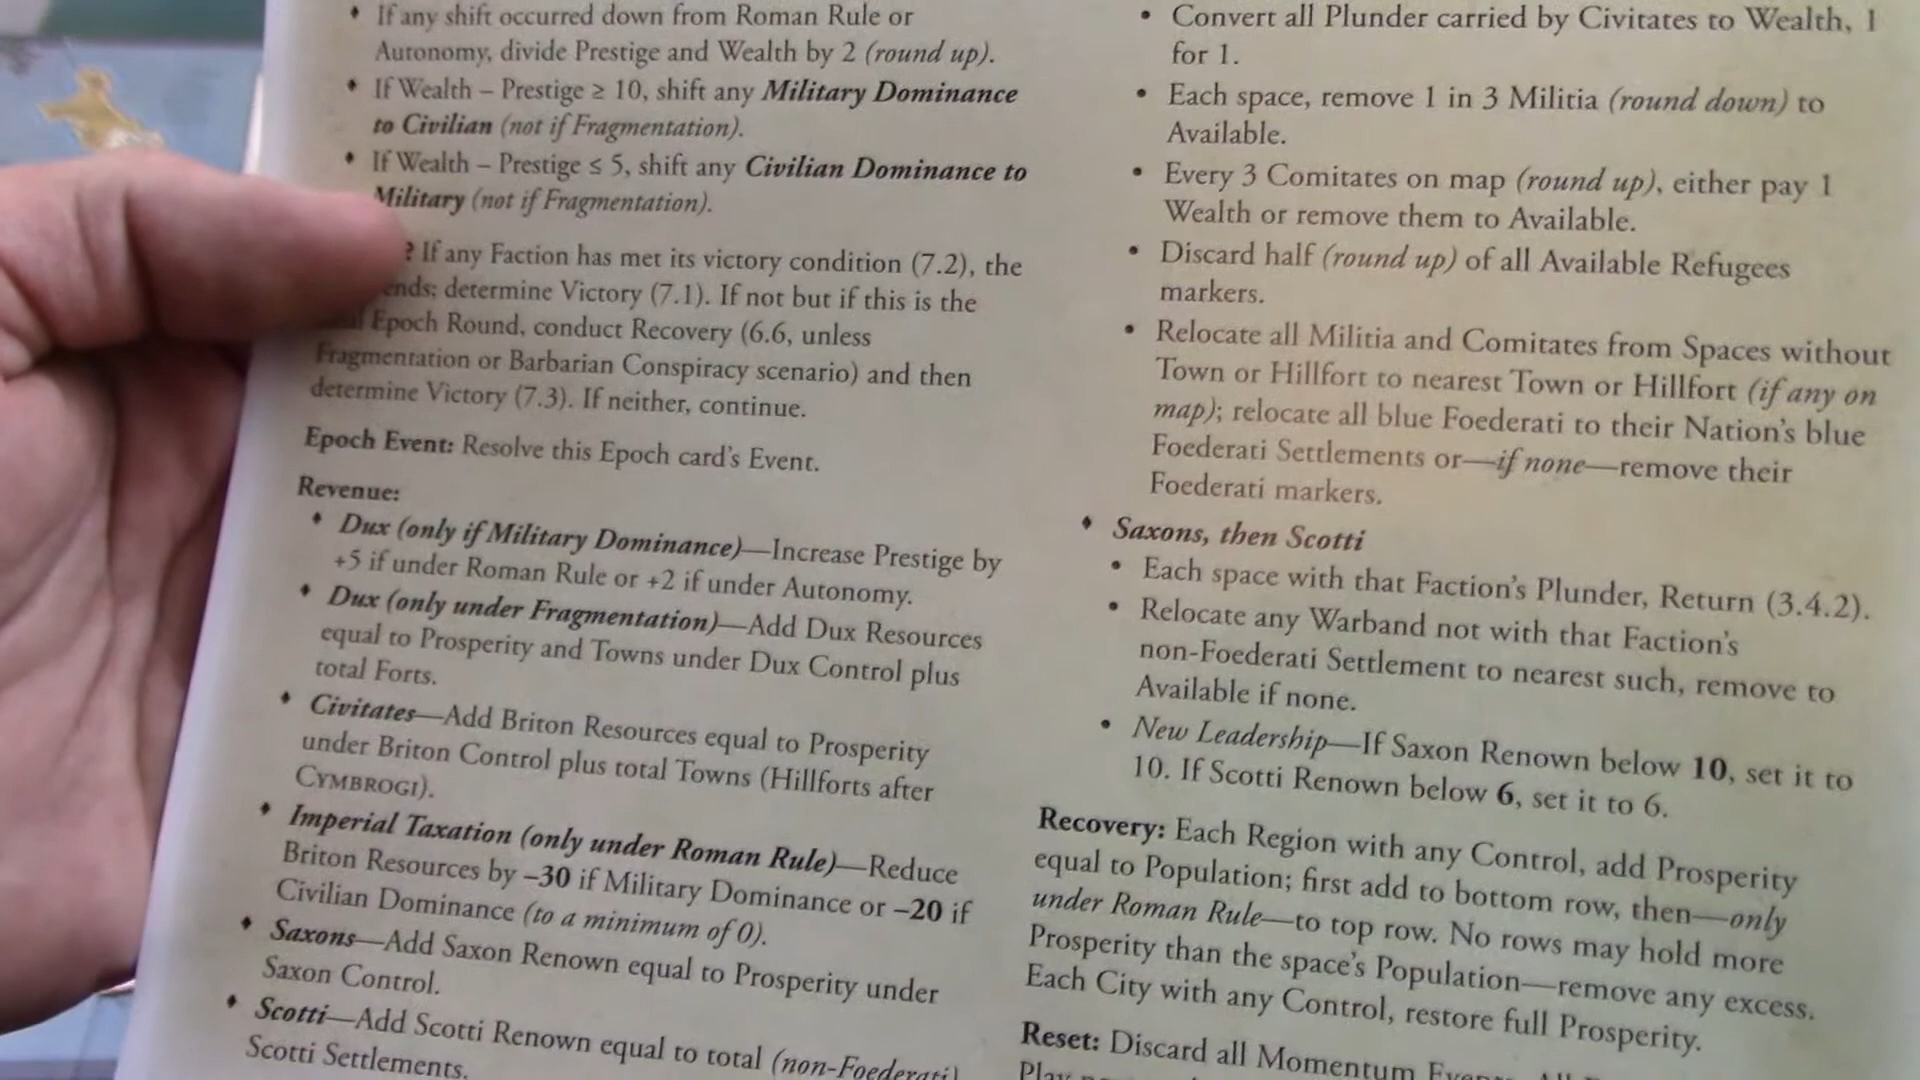 ♦ If any shift occurred down from Roman Rule or
Autonomy, divide Prestige and Wealth by 2 (round up).
♦ If Wealth – Prestige ≥ 10, shift any Military Dominance
to Civilian (not if Fragmentation).
♦ If Wealth – Prestige ≤ 5, shift any Civilian Dominance to
Military (not if Fragmentation).
? If any Faction has met its victory condition (7.2), the
ends; determine Victory (7.1). If not but if this is the
Epoch Round, conduct Recovery (6.6, unless
Fragmentation or Barbarian Conspiracy scenario) and then
determine Victory (7.3). If neither, continue.
Epoch Event: Resolve this Epoch card's Event.
Revenue:
♦ Dux (only if Military Dominance)—Increase Prestige by
+5 if under Roman Rule or +2 if under Autonomy.
♦ Dux (only under Fragmentation)—Add Dux Resources
equal to Prosperity and Towns under Dux Control plus
total Forts.
♦ Civitates—Add Briton Resources equal to Prosperity
under Briton Control plus total Towns (Hillforts after
CYMBROGI).
♦ Imperial Taxation (only under Roman Rule)—Reduce
Briton Resources by –30 if Military Dominance or –20 if
Civilian Dominance (to a minimum of 0).
♦ Saxons—Add Saxon Renown equal to Prosperity under
Saxon Control.
♦ Scotti—Add Scotti Renown equal to total (non-Foederati)
Scotti Settlements.
• Convert all Plunder carried by Civitates to Wealth, 1
for 1.
• Each space, remove 1 in 3 Militia (round down) to
Available.
• Every 3 Comitates on map (round up), either pay 1
Wealth or remove them to Available.
• Discard half (round up) of all Available Refugees
markers.
• Relocate all Militia and Comitates from Spaces without
Town or Hillfort to nearest Town or Hillfort (if any on
map); relocate all blue Foederati to their Nation's blue
Foederati Settlements or—if none—remove their
Foederati markers.
♦ Saxons, then Scotti
• Each space with that Faction's Plunder, Return (3.4.2).
• Relocate any Warband not with that Faction's
non-Foederati Settlement to nearest such, remove to
Available if none.
• New Leadership—If Saxon Renown below 10, set it to
10. If Scotti Renown below 6, set it to 6.
Recovery: Each Region with any Control, add Prosperity
equal to Population; first add to bottom row, then—only
under Roman Rule—to top row. No rows may hold more
Prosperity than the space's Population—remove any excess.
Each City with any Control, restore full Prosperity.
Reset: Discard all Momentum Events. All
Play